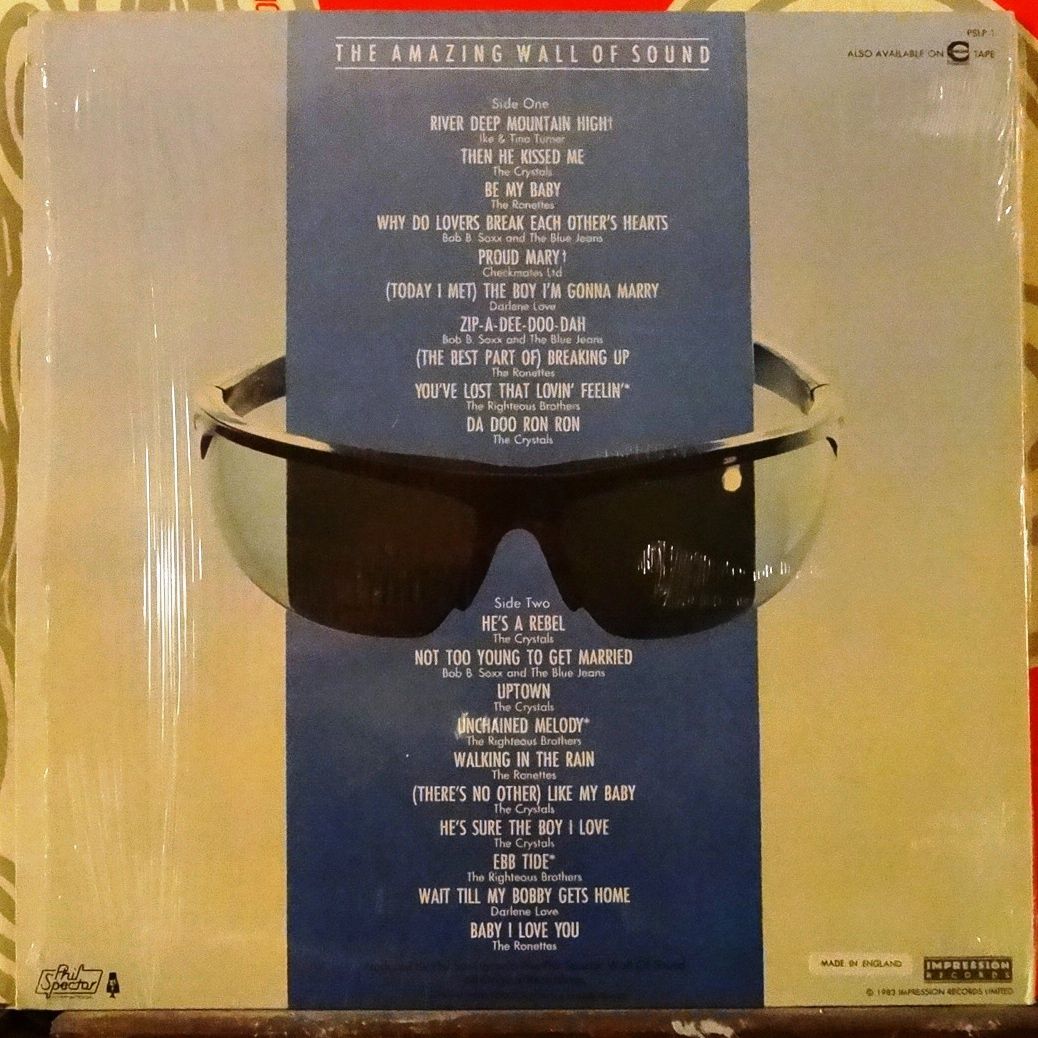 THE AMAZING WALL OF SOUND
PSLP 1
ALSO AVAILABLE ON TAPE
Side One
RIVER DEEP MOUNTAIN HIGH†
Ike & Tina Turner
THEN HE KISSED ME
The Crystals
BE MY BABY
The Ronettes
WHY DO LOVERS BREAK EACH OTHER'S HEARTS
Bob B. Soxx and The Blue Jeans
PROUD MARY†
Checkmates Ltd
(TODAY I MET) THE BOY I'M GONNA MARRY
Darlene Love
ZIP-A-DEE-DOO-DAH
Bob B. Soxx and The Blue Jeans
(THE BEST PART OF) BREAKING UP
The Ronettes
YOU'VE LOST THAT LOVIN' FEELIN'*
The Righteous Brothers
DA DOO RON RON
The Crystals
Side Two
HE'S A REBEL
The Crystals
NOT TOO YOUNG TO GET MARRIED
Bob B. Soxx and The Blue Jeans
UPTOWN
The Crystals
UNCHAINED MELODY*
The Righteous Brothers
WALKING IN THE RAIN
The Ronettes
(THERE'S NO OTHER) LIKE MY BABY
The Crystals
HE'S SURE THE BOY I LOVE
The Crystals
EBB TIDE*
The Righteous Brothers
WAIT TILL MY BOBBY GETS HOME
Darlene Love
BABY I LOVE YOU
The Ronettes
Phil
Spector
MADE IN ENGLAND
IMPRESSION
RECORDS
© 1983 IMPRESSION RECORDS LIMITED